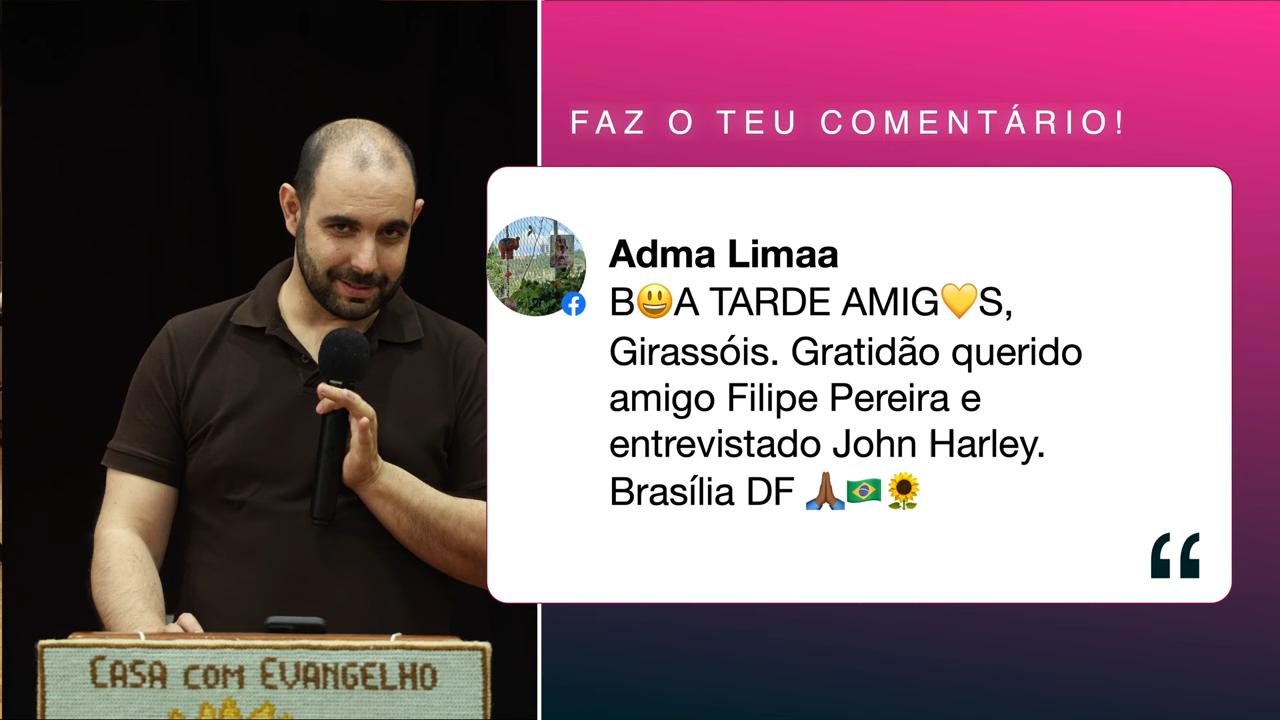 FAZ O TEU COMENTÁRIO!
Adma Limaa
B😃A TARDE AMIG💛S,
Girassóis. Gratidão querido
amigo Filipe Pereira e
entrevistado John Harley.
Brasília DF 🙏🏾🇧🇷🌻
“
CASA COM EVANGELHO